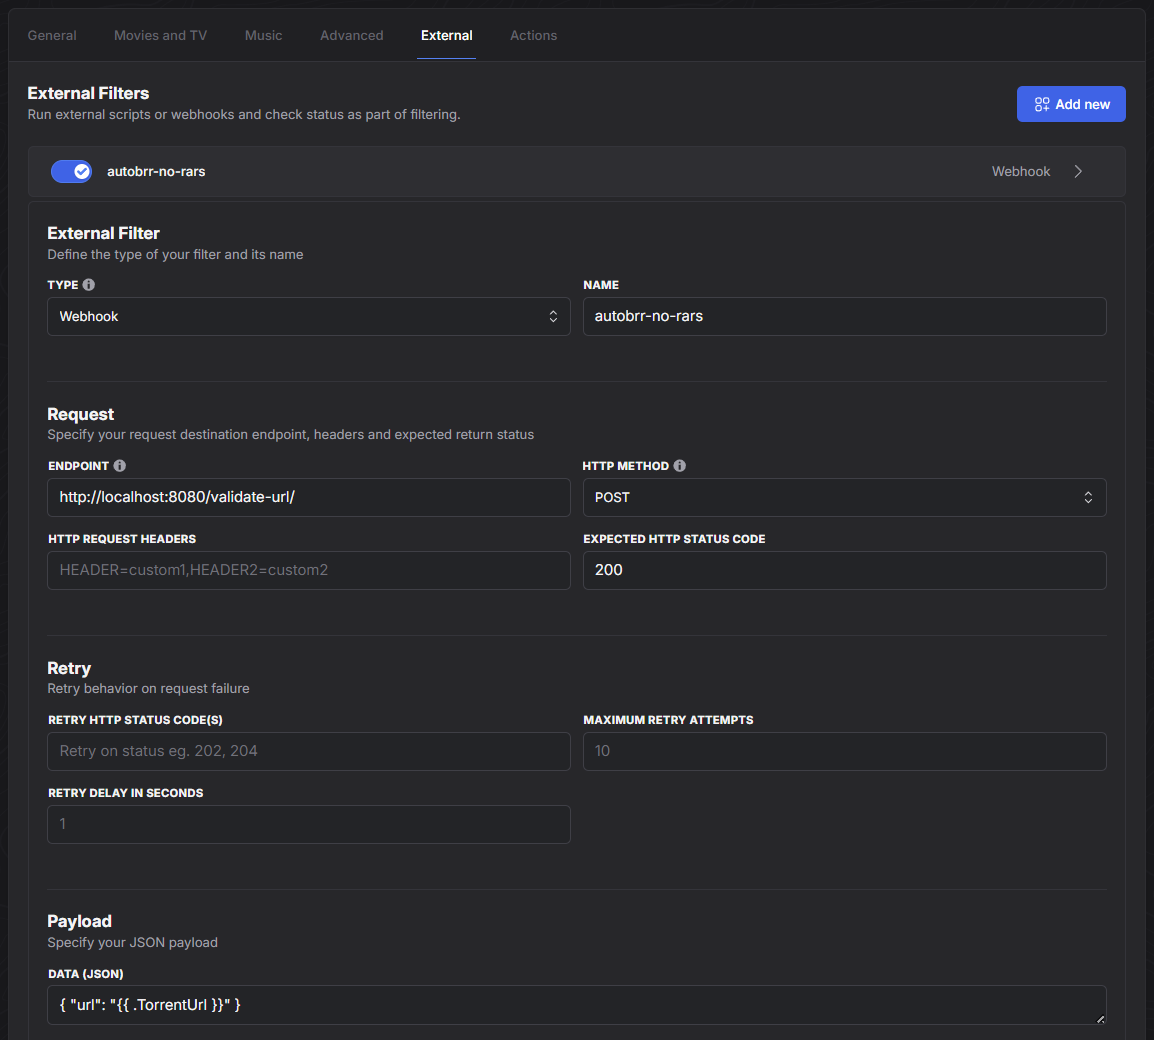 General Movies and TV Music Advanced External Actions
External Filters
Run external scripts or webhooks and check status as part of filtering.
Add new
autobrr-no-rars Webhook
External Filter
Define the type of your filter and its name
TYPE NAME
Webhook autobrr-no-rars
Request
Specify your request destination endpoint, headers and expected return status
ENDPOINT HTTP METHOD
http://localhost:8080/validate-url/ POST
HTTP REQUEST HEADERS EXPECTED HTTP STATUS CODE
HEADER=custom1,HEADER2=custom2 200
Retry
Retry behavior on request failure
RETRY HTTP STATUS CODE(S) MAXIMUM RETRY ATTEMPTS
Retry on status eg. 202, 204 10
RETRY DELAY IN SECONDS
1
Payload
Specify your JSON payload
DATA (JSON)
{ "url": "{{ .TorrentUrl }}" }